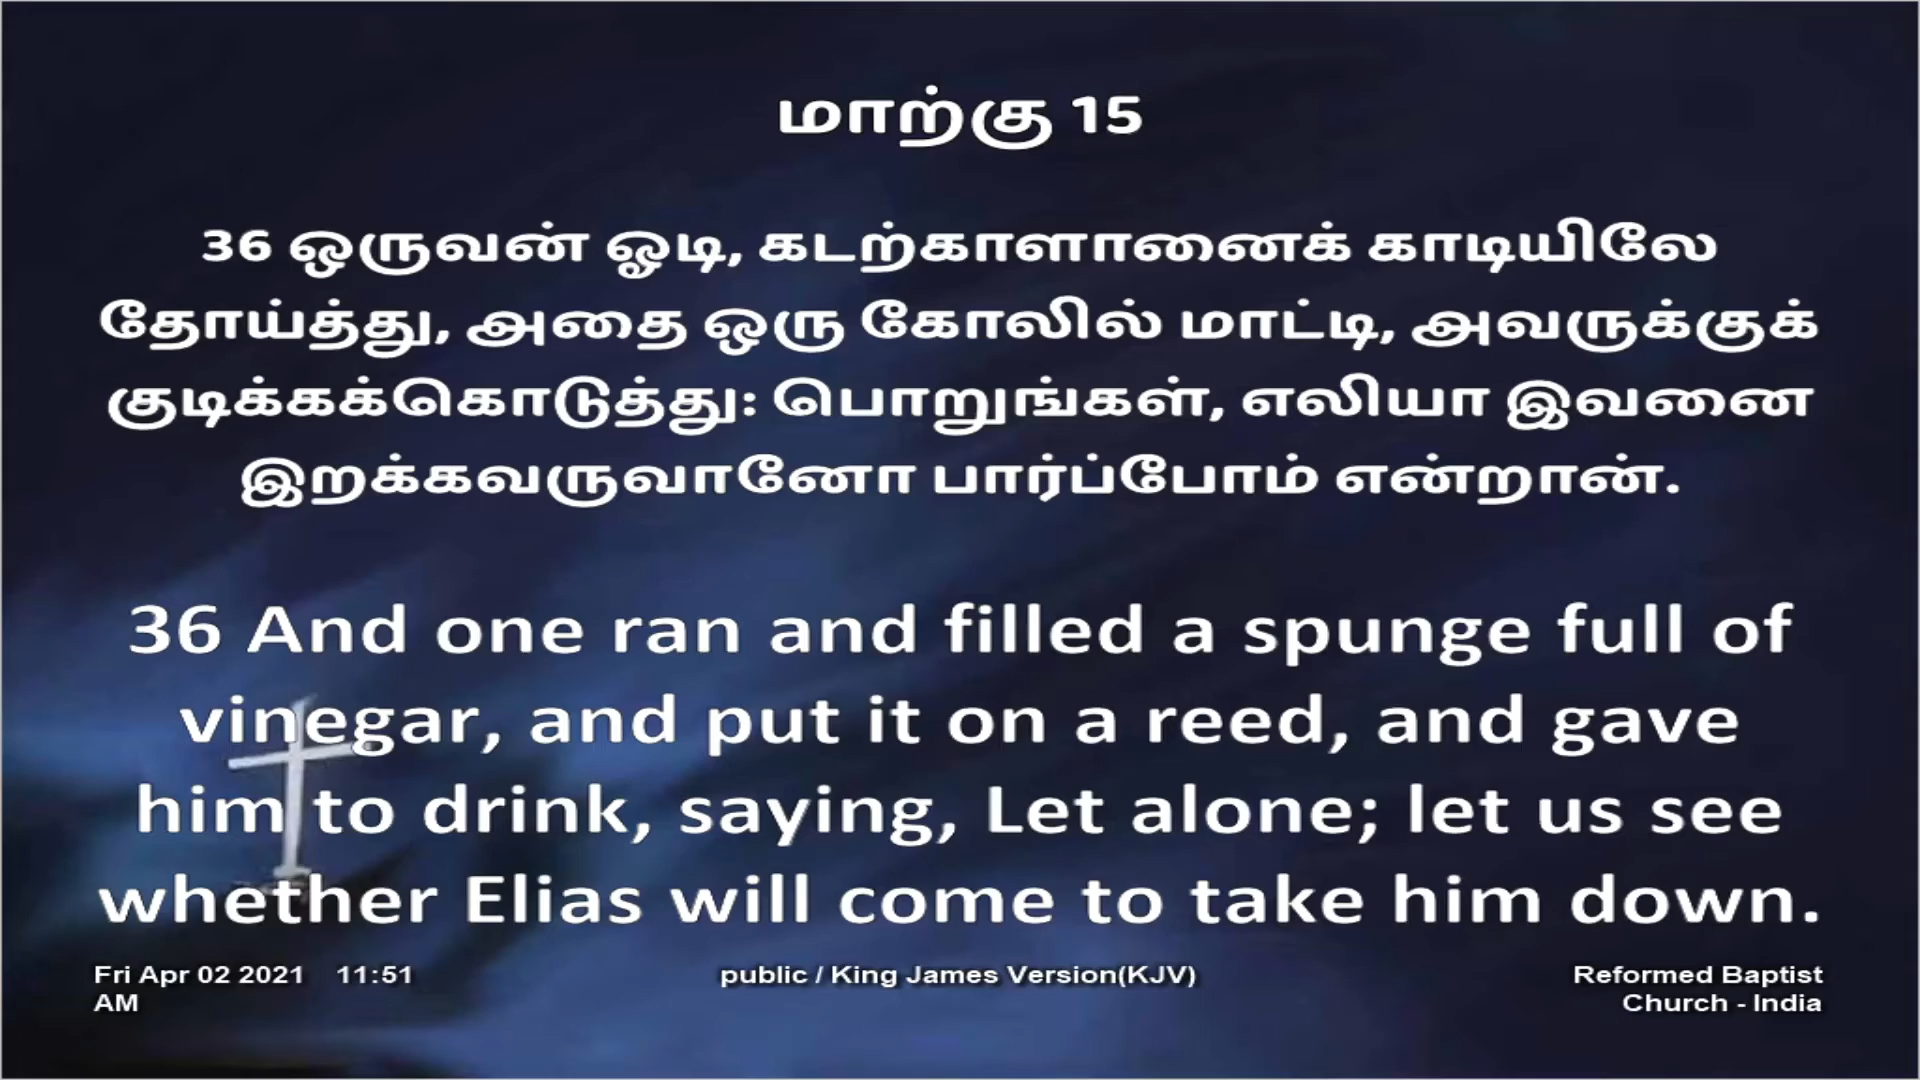 மாற்கு 15
36 ஒருவன் ஓடி, கடற்காளானைக் காடியிலே
தோய்த்து, அதை ஒரு கோலில் மாட்டி, அவருக்குக்
குடிக்கக்கொடுத்து: பொறுங்கள், எலியா இவனை
இறக்கவருவானோ பார்ப்போம் என்றான்.
36 And one ran and filled a spunge full of
vinegar, and put it on a reed, and gave
him to drink, saying, Let alone; let us see
whether Elias will come to take him down.
Fri Apr 02 2021 11:51
AM
public / King James Version(KJV)
Reformed Baptist
Church - India